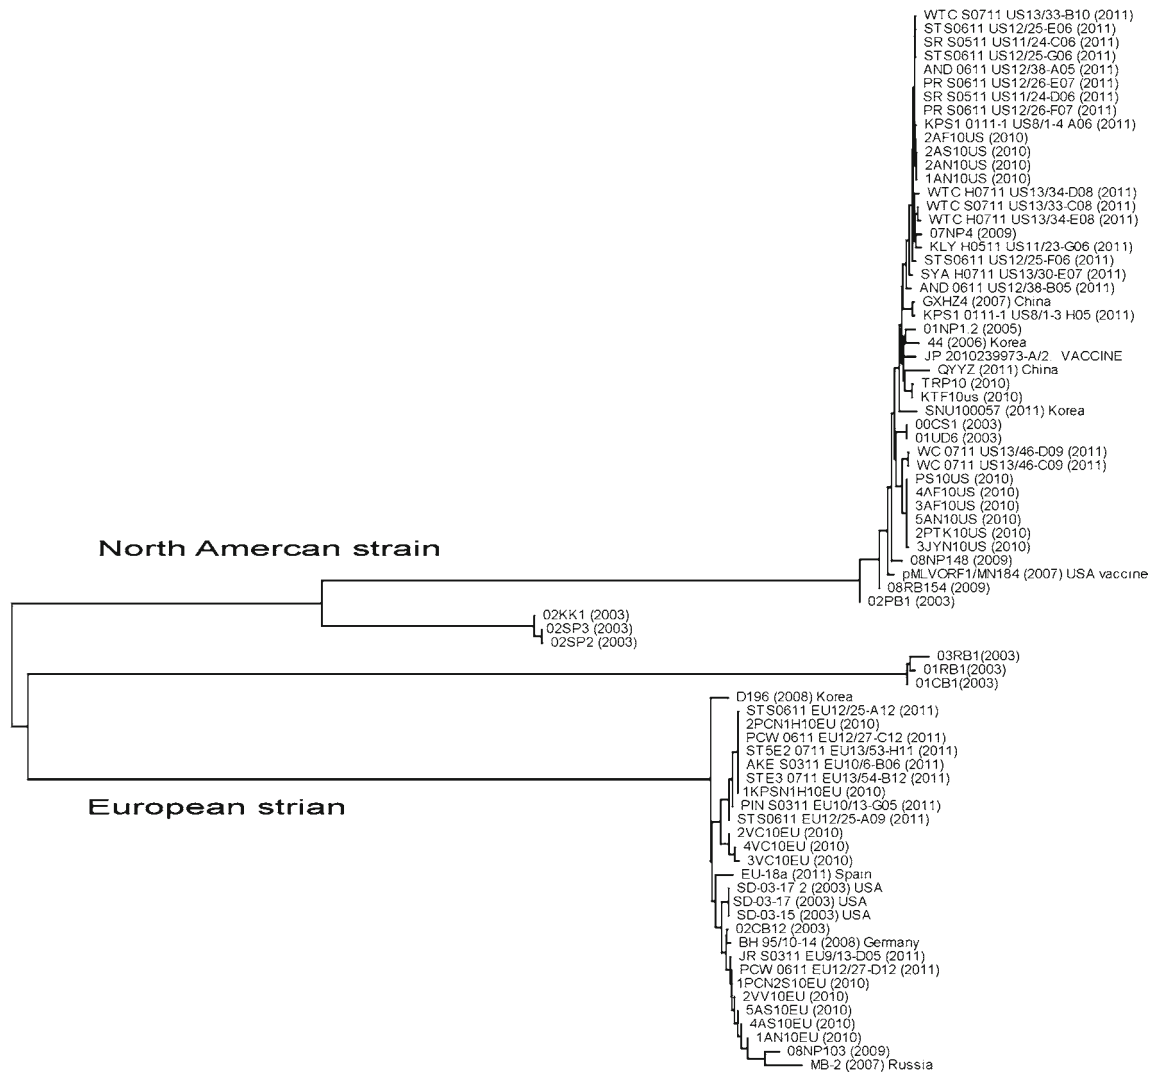 WTC S0711 US13/33-B10 (2011)
STS0611 US12/25-E06 (2011)
SR S0511 US11/24-C06 (2011)
STS0611 US12/25-G06 (2011)
AND 0611 US12/38-A05 (2011)
PR S0611 US12/26-E07 (2011)
SR S0511 US11/24-D06 (2011)
PR S0611 US12/26-F07 (2011)
KPS1 0111-1 US8/1-4 A06 (2011)
2AF10US (2010)
2AS10US (2010)
2AN10US (2010)
1AN10US (2010)
WTC H0711 US13/34-D08 (2011)
WTC S0711 US13/33-C08 (2011)
WTC H0711 US13/34-E08 (2011)
07NP4 (2009)
KLY H0511 US11/23-G06 (2011)
STS0611 US12/25-F06 (2011)
SYA H0711 US13/30-E07 (2011)
AND 0611 US12/38-B05 (2011)
GXHZ4 (2007) China
KPS1 0111-1 US8/1-3 H05 (2011)
01NP1.2 (2005)
44 (2006) Korea
JP 2010239973-A/2. VACCINE
QYYZ (2011) China
TRP10 (2010)
KTF10us (2010)
SNU100057 (2011) Korea
00CS1 (2003)
01UD6 (2003)
WC 0711 US13/46-D09 (2011)
WC 0711 US13/46-C09 (2011)
PS10US (2010)
4AF10US (2010)
3AF10US (2010)
5AN10US (2010)
2PTK10US (2010)
3JYN10US (2010)
North Amercan strain
08NP148 (2009)
pMLVORF1/MN184 (2007) USA vaccine
08RB154 (2009)
02PB1 (2003)
02KK1 (2003)
02SP3 (2003)
02SP2 (2003)
03RB1(2003)
01RB1(2003)
01CB1(2003)
D196 (2008) Korea
STS0611 EU12/25-A12 (2011)
2PCN1H10EU (2010)
PCW 0611 EU12/27-C12 (2011)
ST5E2 0711 EU13/53-H11 (2011)
AKE S0311 EU10/6-B06 (2011)
STE3 0711 EU13/54-B12 (2011)
1KPSN1H10EU (2010)
PIN S0311 EU10/13-G05 (2011)
European strian
STS0611 EU12/25-A09 (2011)
2VC10EU (2010)
4VC10EU (2010)
3VC10EU (2010)
EU-18a (2011) Spain
SD-03-17 2 (2003) USA
SD-03-17 (2003) USA
SD-03-15 (2003) USA
02CB12 (2003)
BH 95/10-14 (2008) Germany
JR S0311 EU9/13-D05 (2011)
PCW 0611 EU12/27-D12 (2011)
1PCN2S10EU (2010)
2VV10EU (2010)
5AS10EU (2010)
4AS10EU (2010)
1AN10EU (2010)
08NP103 (2009)
MB-2 (2007) Russia